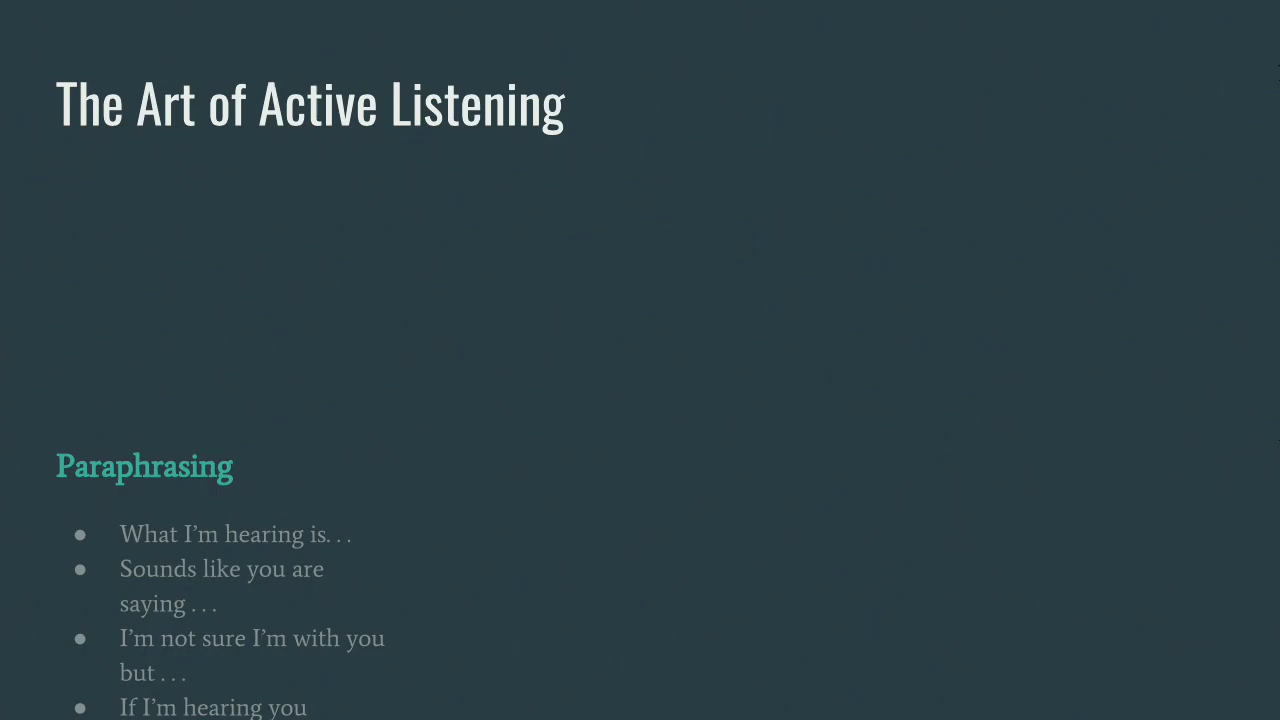 The Art of Active Listening
Paraphrasing
● What I’m hearing is. . .
● Sounds like you are
saying . . .
● I’m not sure I’m with you
but . . .
● If I’m hearing you